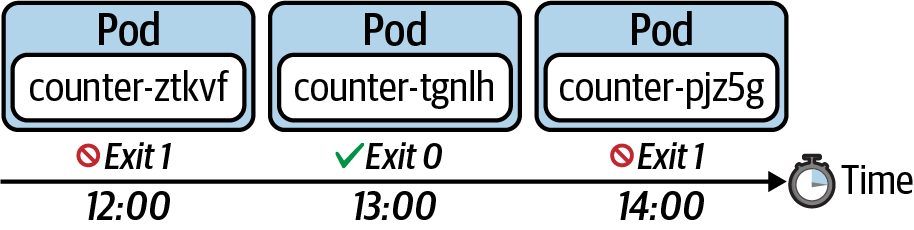 Pod Pod Pod
counter-ztkvf counter-tgnlh counter-pjz5g
Exit 1 Exit 0 Exit 1
Time
12:00 13:00 14:00